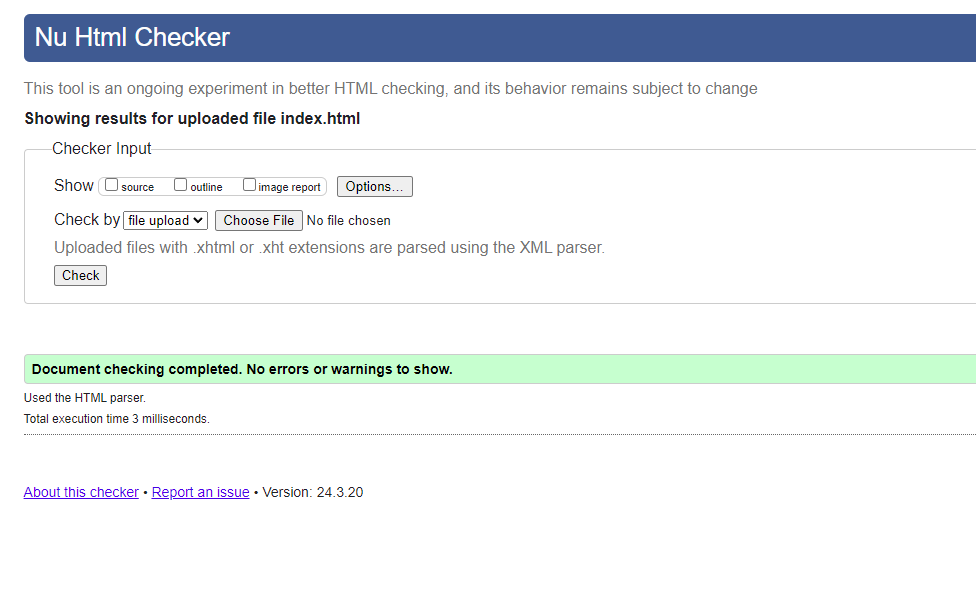 Nu Html Checker
This tool is an ongoing experiment in better HTML checking, and its behavior remains subject to change
Showing results for uploaded file index.html
Checker Input
Show source outline image report Options...
Check by file upload Choose File No file chosen
Uploaded files with .xhtml or .xht extensions are parsed using the XML parser.
Check
Document checking completed. No errors or warnings to show.
Used the HTML parser.
Total execution time 3 milliseconds.
About this checker • Report an issue • Version: 24.3.20